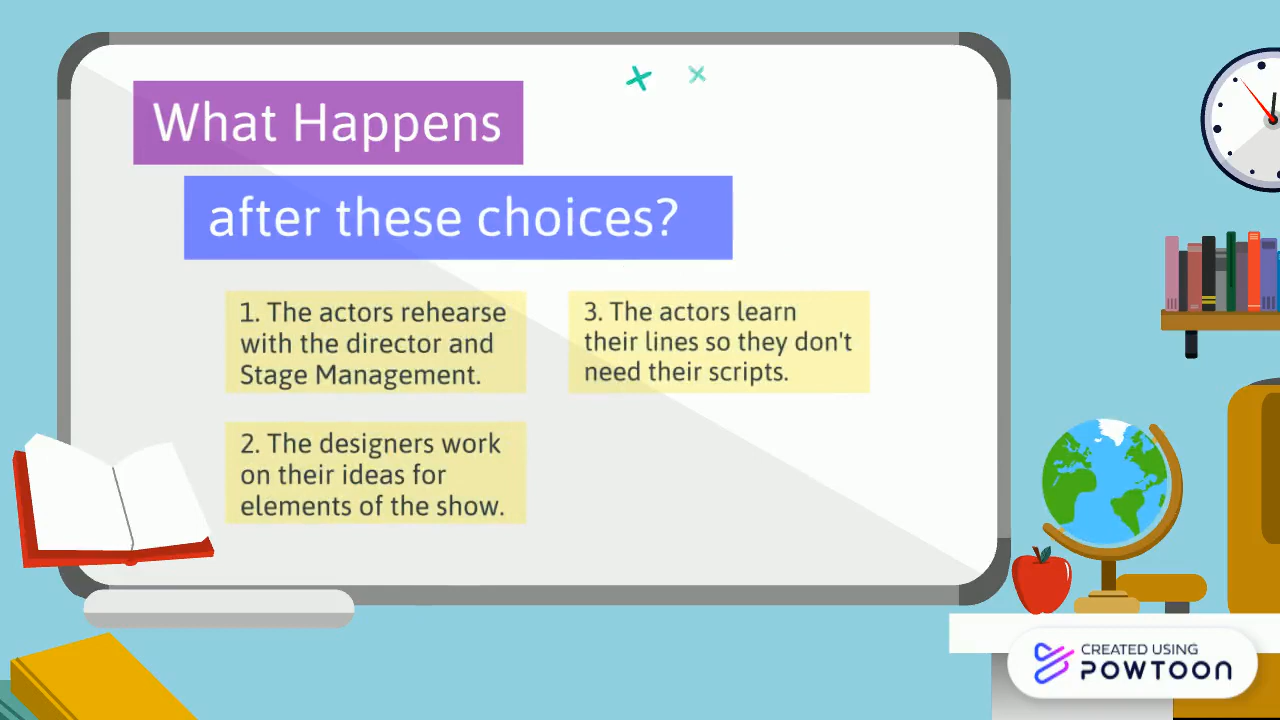 What Happens
after these choices?
1. The actors rehearse
with the director and
Stage Management.
2. The designers work
on their ideas for
elements of the show.
3. The actors learn
their lines so they don't
need their scripts.
CREATED USING
POWTOON